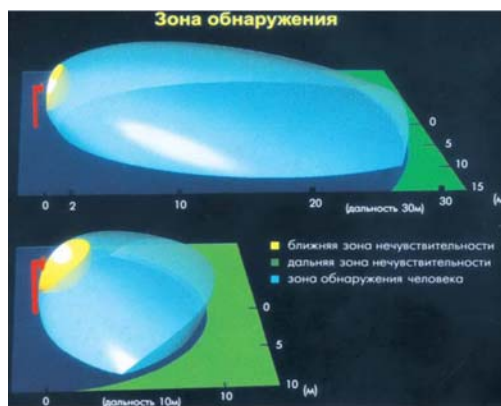 Зона обнаружения
0
5
10
15
0 2 10 20 (дальность 30м) 30 (м)
ближняя зона нечувствительности
дальняя зона нечувствительности
зона обнаружения человека
0
5
10
0 (дальность 10м) 10 (м)